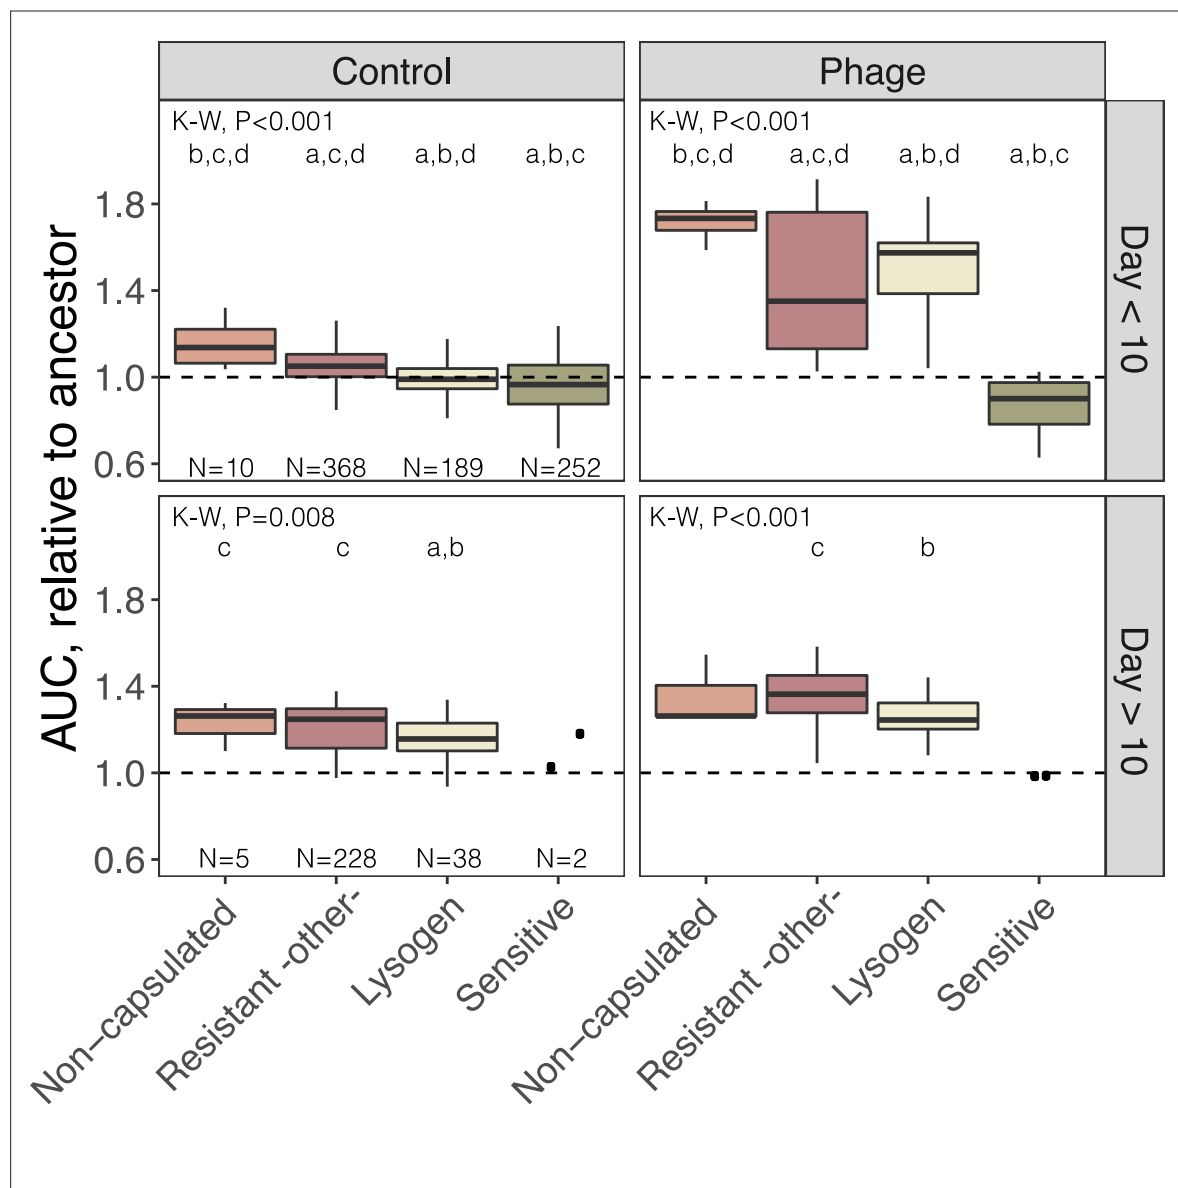 Control
Phage
K-W, P<0.001
K-W, P<0.001
b,c,d a,c,d a,b,d a,b,c
b,c,d a,c,d a,b,d a,b,c
1.8
1.4
1.0
0.6
N=10 N=368 N=189 N=252
Day < 10
AUC, relative to ancestor
K-W, P=0.008
K-W, P<0.001
c c a,b
c b
1.8
1.4
1.0
0.6
N=5 N=228 N=38 N=2
Day > 10
Non−capsulated
Resistant -other-
Lysogen
Sensitive
Non−capsulated
Resistant -other-
Lysogen
Sensitive